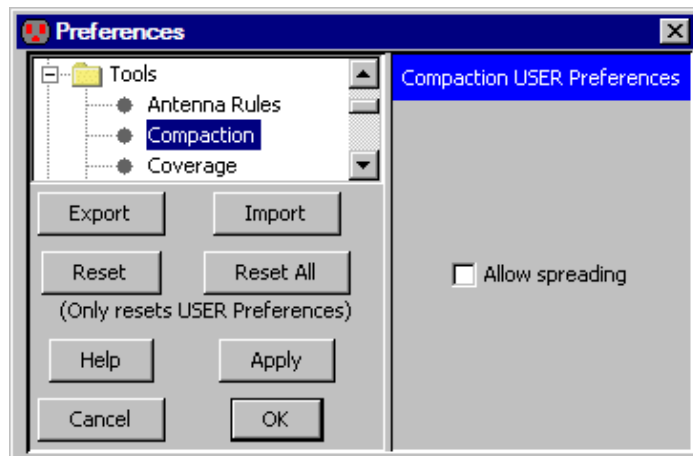 Preferences
Tools
Antenna Rules
Compaction
Coverage
Export Import
Reset Reset All
(Only resets USER Preferences)
Help Apply
Cancel OK
Compaction USER Preferences
Allow spreading